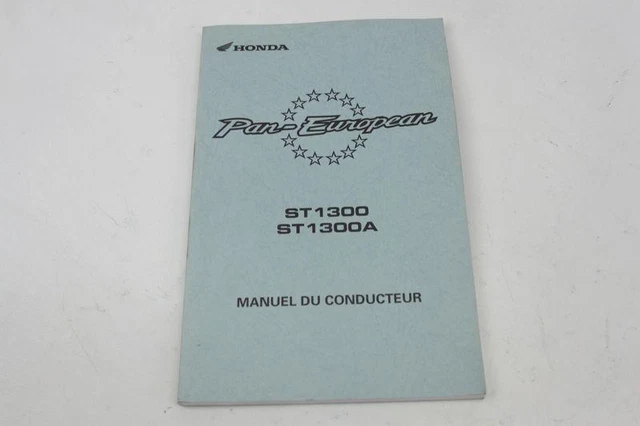 HONDA
Pan-European
ST1300
ST1300A
MANUEL DU CONDUCTEUR